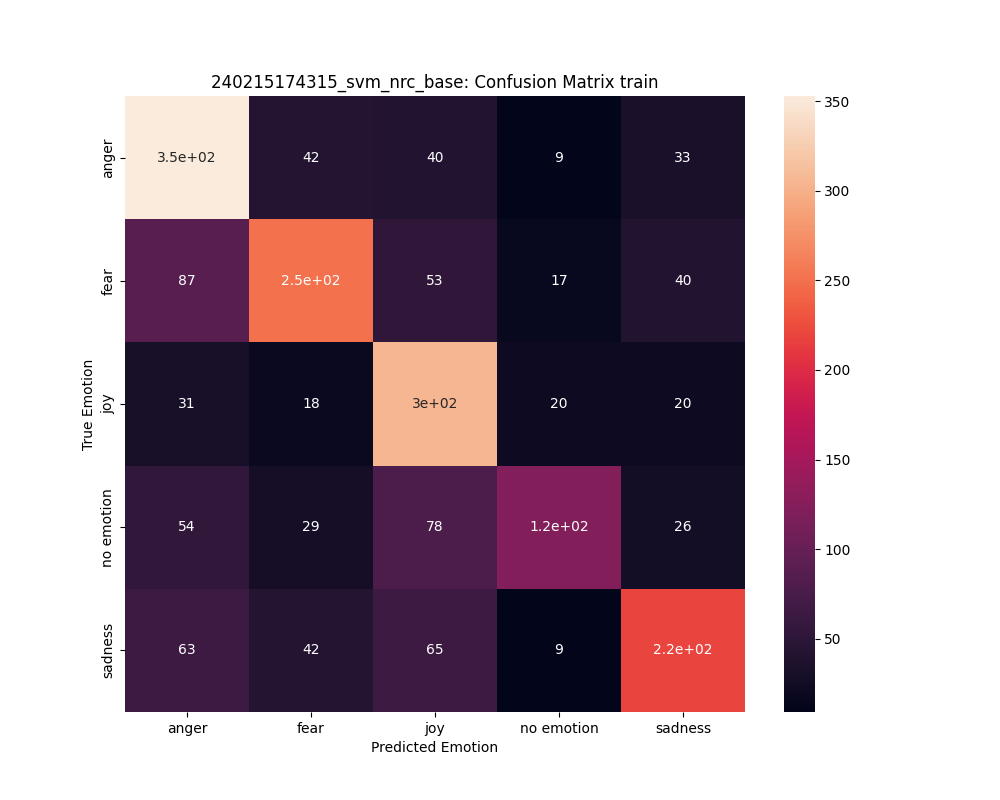 240215174315_svm_nrc_base: Confusion Matrix train
True Emotion
anger 3.5e+02 42 40 9 33
fear 87 2.5e+02 53 17 40
joy 31 18 3e+02 20 20
no emotion 54 29 78 1.2e+02 26
sadness 63 42 65 9 2.2e+02
anger fear joy no emotion sadness
Predicted Emotion
350
300
250
200
150
100
50